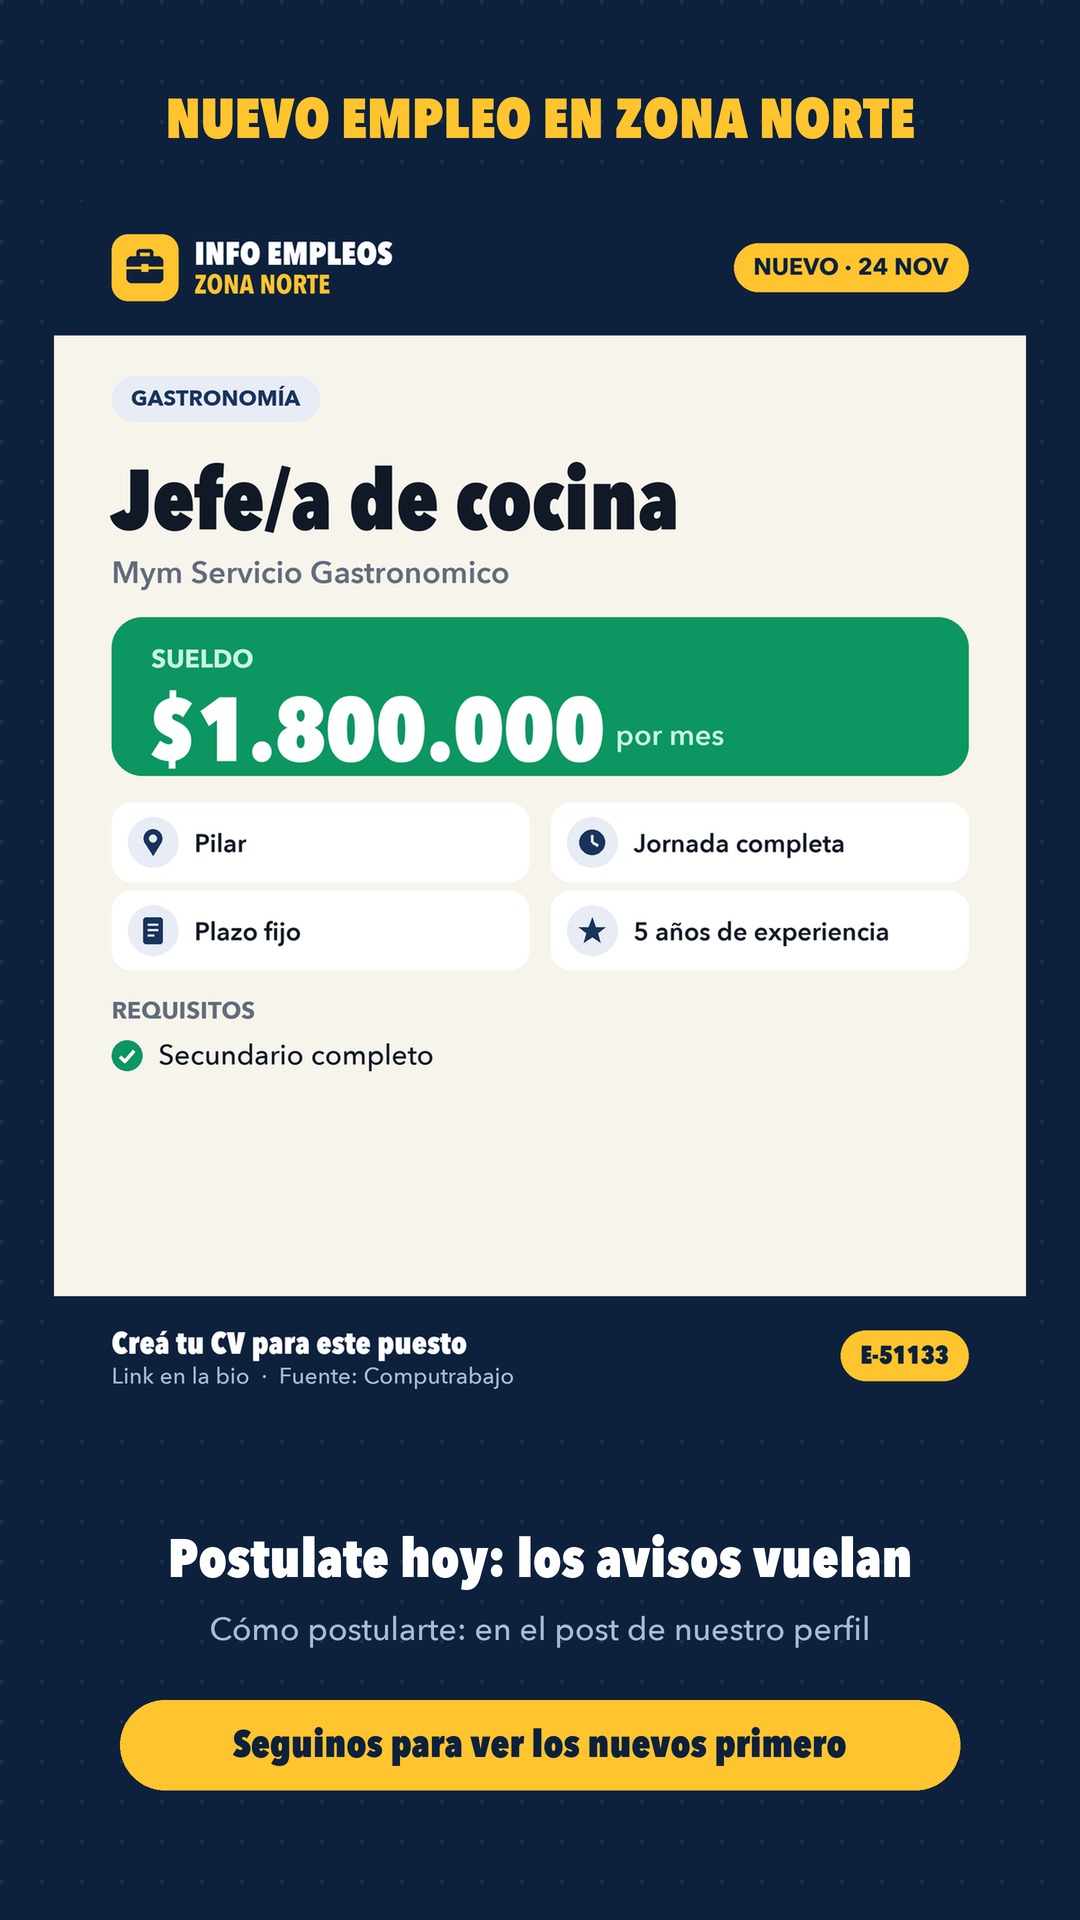 NUEVO EMPLEO EN ZONA NORTE
INFO EMPLEOS
ZONA NORTE
NUEVO · 24 NOV
GASTRONOMÍA
Jefe/a de cocina
Mym Servicio Gastronomico
SUELDO
$1.800.000 por mes
Pilar
Jornada completa
Plazo fijo
5 años de experiencia
REQUISITOS
Secundario completo
Creá tu CV para este puesto
Link en la bio · Fuente: Computrabajo
E-51133
Postulate hoy: los avisos vuelan
Cómo postularte: en el post de nuestro perfil
Seguinos para ver los nuevos primero